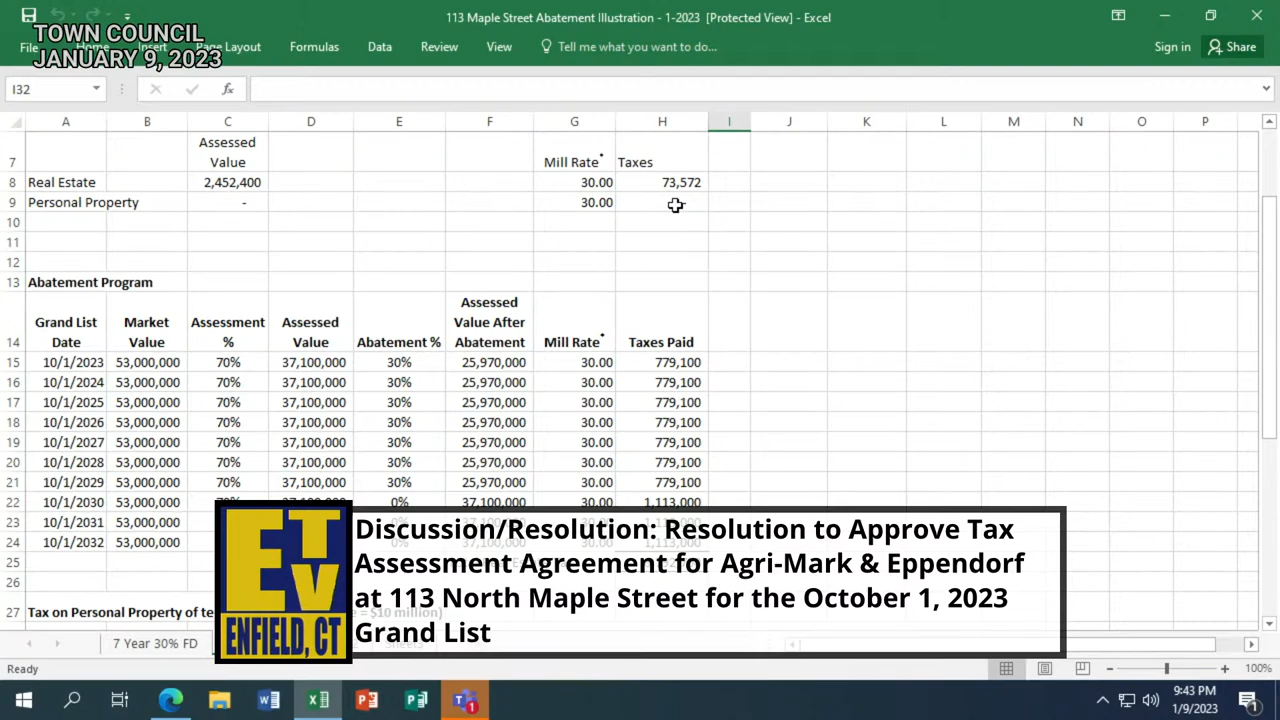 113 Maple Street Abatement Illustration - 1-2023 [Protected View] - Excel
TOWN COUNCIL
JANUARY 9, 2023
File Home Insert Page Layout Formulas Data Review View Tell me what you want to do... Sign in Share
I32 fx
A B C D E F G H I J K L M N O P
Assessed
7 Value Mill Rate* Taxes
8 Real Estate 2,452,400 30.00 73,572
9 Personal Property - 30.00
10
11
12
13 Abatement Program
Assessed
Grand List Market Assessment Assessed Value After
14 Date Value % Value Abatement % Abatement Mill Rate* Taxes Paid
15 10/1/2023 53,000,000 70% 37,100,000 30% 25,970,000 30.00 779,100
16 10/1/2024 53,000,000 70% 37,100,000 30% 25,970,000 30.00 779,100
17 10/1/2025 53,000,000 70% 37,100,000 30% 25,970,000 30.00 779,100
18 10/1/2026 53,000,000 70% 37,100,000 30% 25,970,000 30.00 779,100
19 10/1/2027 53,000,000 70% 37,100,000 30% 25,970,000 30.00 779,100
20 10/1/2028 53,000,000 70% 37,100,000 30% 25,970,000 30.00 779,100
21 10/1/2029 53,000,000 70% 37,100,000 30% 25,970,000 30.00 779,100
22 10/1/2030 53,000,000 70% 37,100,000 0% 37,100,000 30.00 1,113,000
23 10/1/2031 53,000,000
24 10/1/2032 53,000,000
25
26
27 Tax on Personal Property of te = $10 million)
ETV
ENFIELD, CT
Discussion/Resolution: Resolution to Approve Tax
Assessment Agreement for Agri-Mark & Eppendorf
at 113 North Maple Street for the October 1, 2023
Grand List
7 Year 30% FD Sheet3
Ready 100%
9:43 PM
1/9/2023